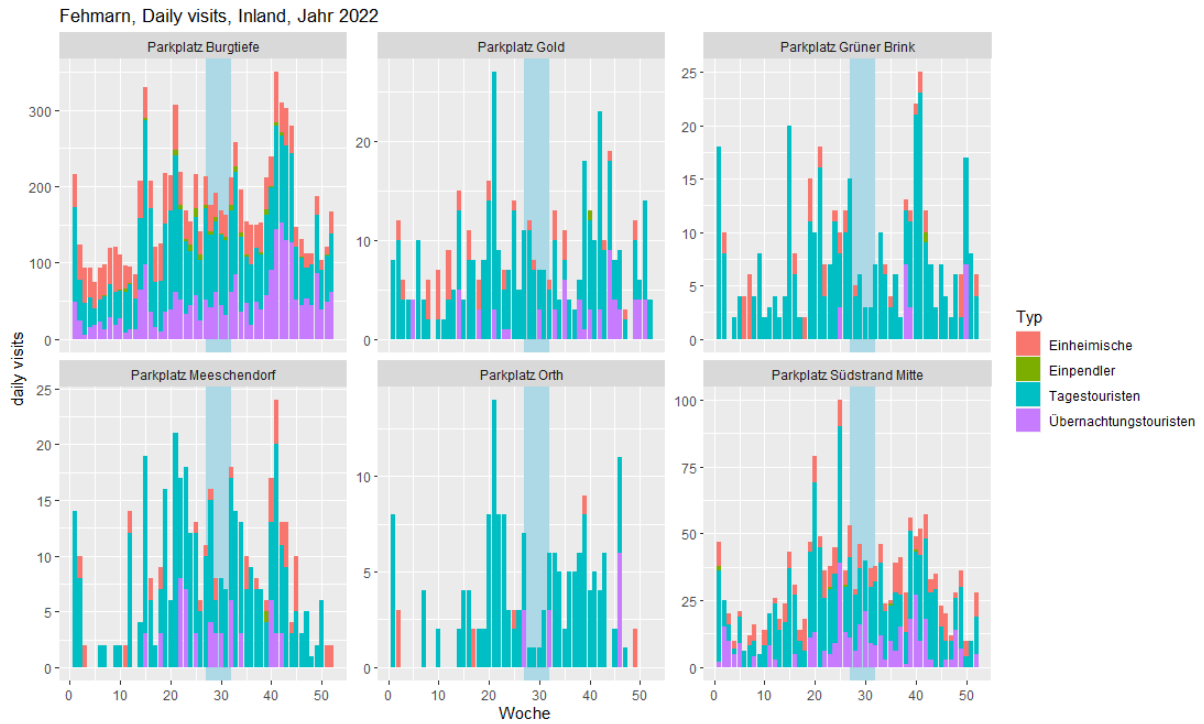 Fehmarn, Daily visits, Inland, Jahr 2022
Parkplatz Burgtiefe
Parkplatz Gold
Parkplatz Grüner Brink
300
200
100
0
20
10
0
25
20
15
10
5
0
Parkplatz Meeschendorf
Parkplatz Orth
Parkplatz Südstrand Mitte
25
20
15
10
5
0
10
5
0
100
75
50
25
0
0 10 20 30 40 50
0 10 20 30 40 50
0 10 20 30 40 50
daily visits
Woche
Typ
Einheimische
Einpendler
Tagestouristen
Übernachtungstouristen